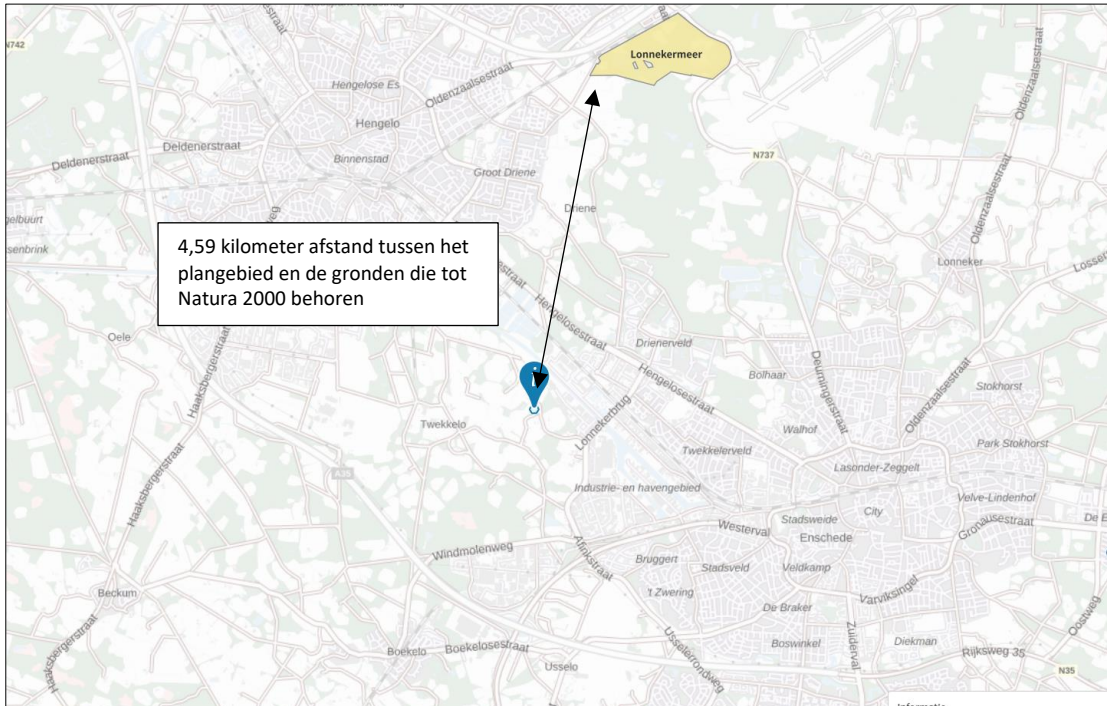 N742
Hengelose Es
Oldenzaalsestraat
Hengelo
Deldenerstraat
Deldenerstraat
Binnenstad
Groot Driene
Lonnekermeer
Oldenzaalsestraat
N737
Driene
4,59 kilometer afstand tussen het
plangebied en de gronden die tot
Natura 2000 behoren
Oldenzaalsestraat
Lonneker
Oele
Haaksbergerstraat
Hengelosestraat
Drienerveld
Hengelosestraat
Bolhaar
Deurningerstraat
Oldenzaalsestraat
Stokhorst
Twekkelo
Lonnekerbrug
Walhof
Park Stokhorst
Twekkelerveld
Lasonder-Zeggelt
A35
Haaksbergerstraat
Industrie- en havengebied
Velve-Lindenhof
City
Stadsweide
Westerval
Enschede
Gronausestraat
Windmolenweg
Afinkstraat
Bruggert
Stadsveld
Veldkamp
Varviksingel
't Zwering
Beckum
De Braker
Oostweg
Haaksbergerstraat
Zuiderval
Boekelo
Boekelosestraat
Usselo
Usselerrondweg
Boswinkel
Diekman
Rijksweg 35
N35
Informatie